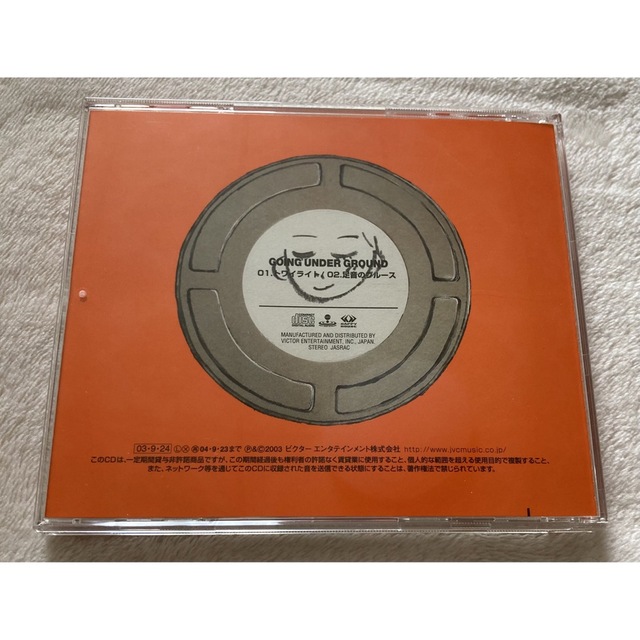 GOING UNDER GROUND
01.トワイライト/ 02.足音のブルース
MANUFACTURED AND DISTRIBUTED BY
VICTOR ENTERTAINMENT, INC., JAPAN.
STEREO JASRAC
03・9・24 Ⓛ Ⓧ 再 04・9・23まで Ⓟ&Ⓒ2003 ビクター エンタテインメント株式会社 http://www.jvcmusic.co.jp/
このCDは、一定期間貸与非許諾商品ですが、この期間経過後も権利者の許諾なく賃貸業に使用すること、個人的な範囲を超える使用目的で複製すること、
また、ネットワーク等を通じてこのCDに収録された音を送信できる状態にすることは、著作権法で禁じられています。